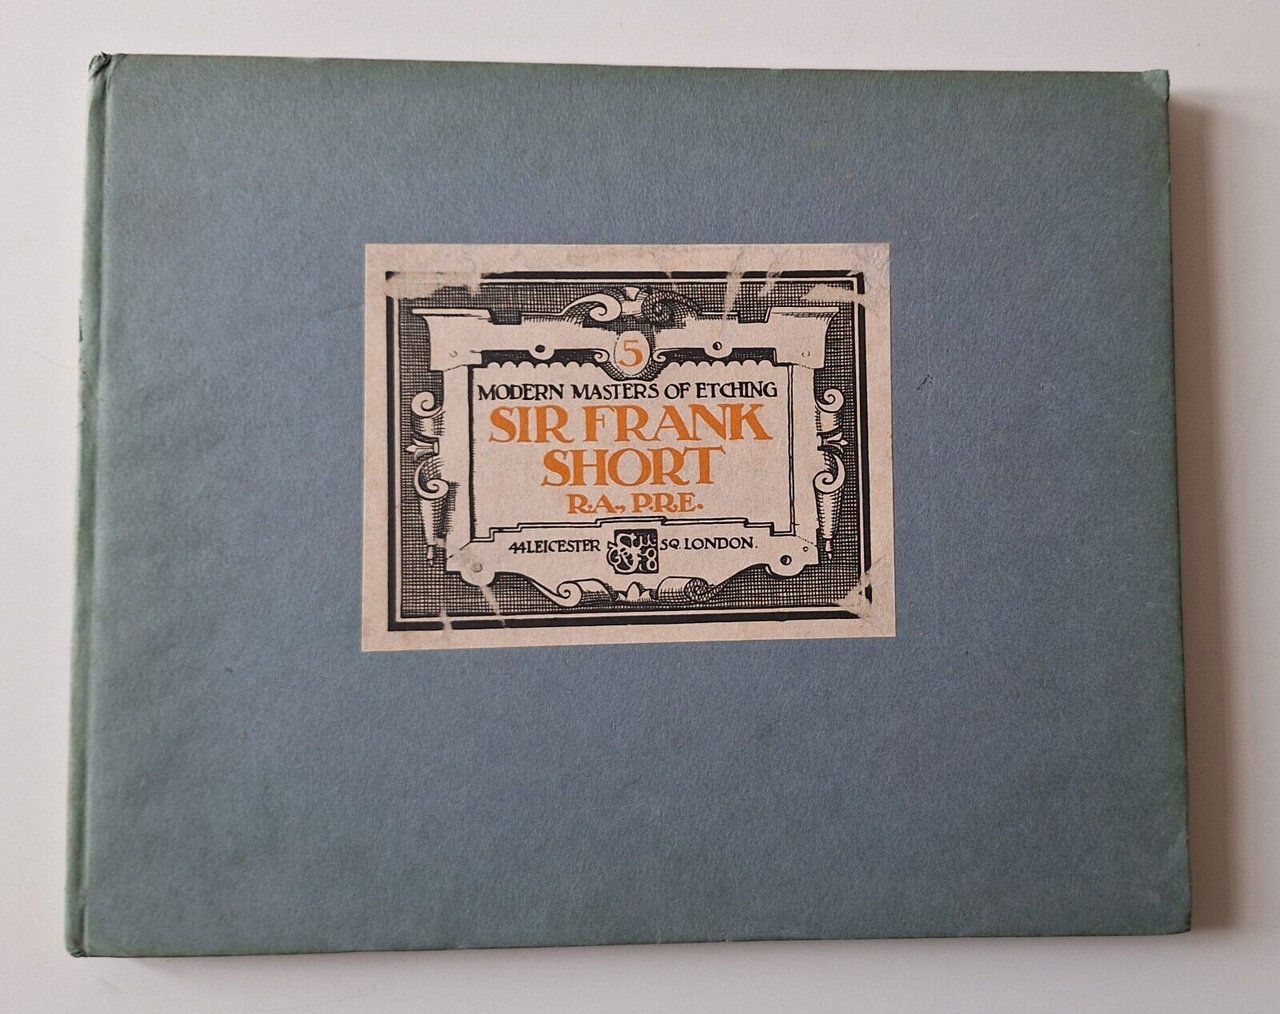 5
MODERN MASTERS OF ETCHING
SIR FRANK
SHORT
R.A., P.R.E.
44 LEICESTER SQ. LONDON.